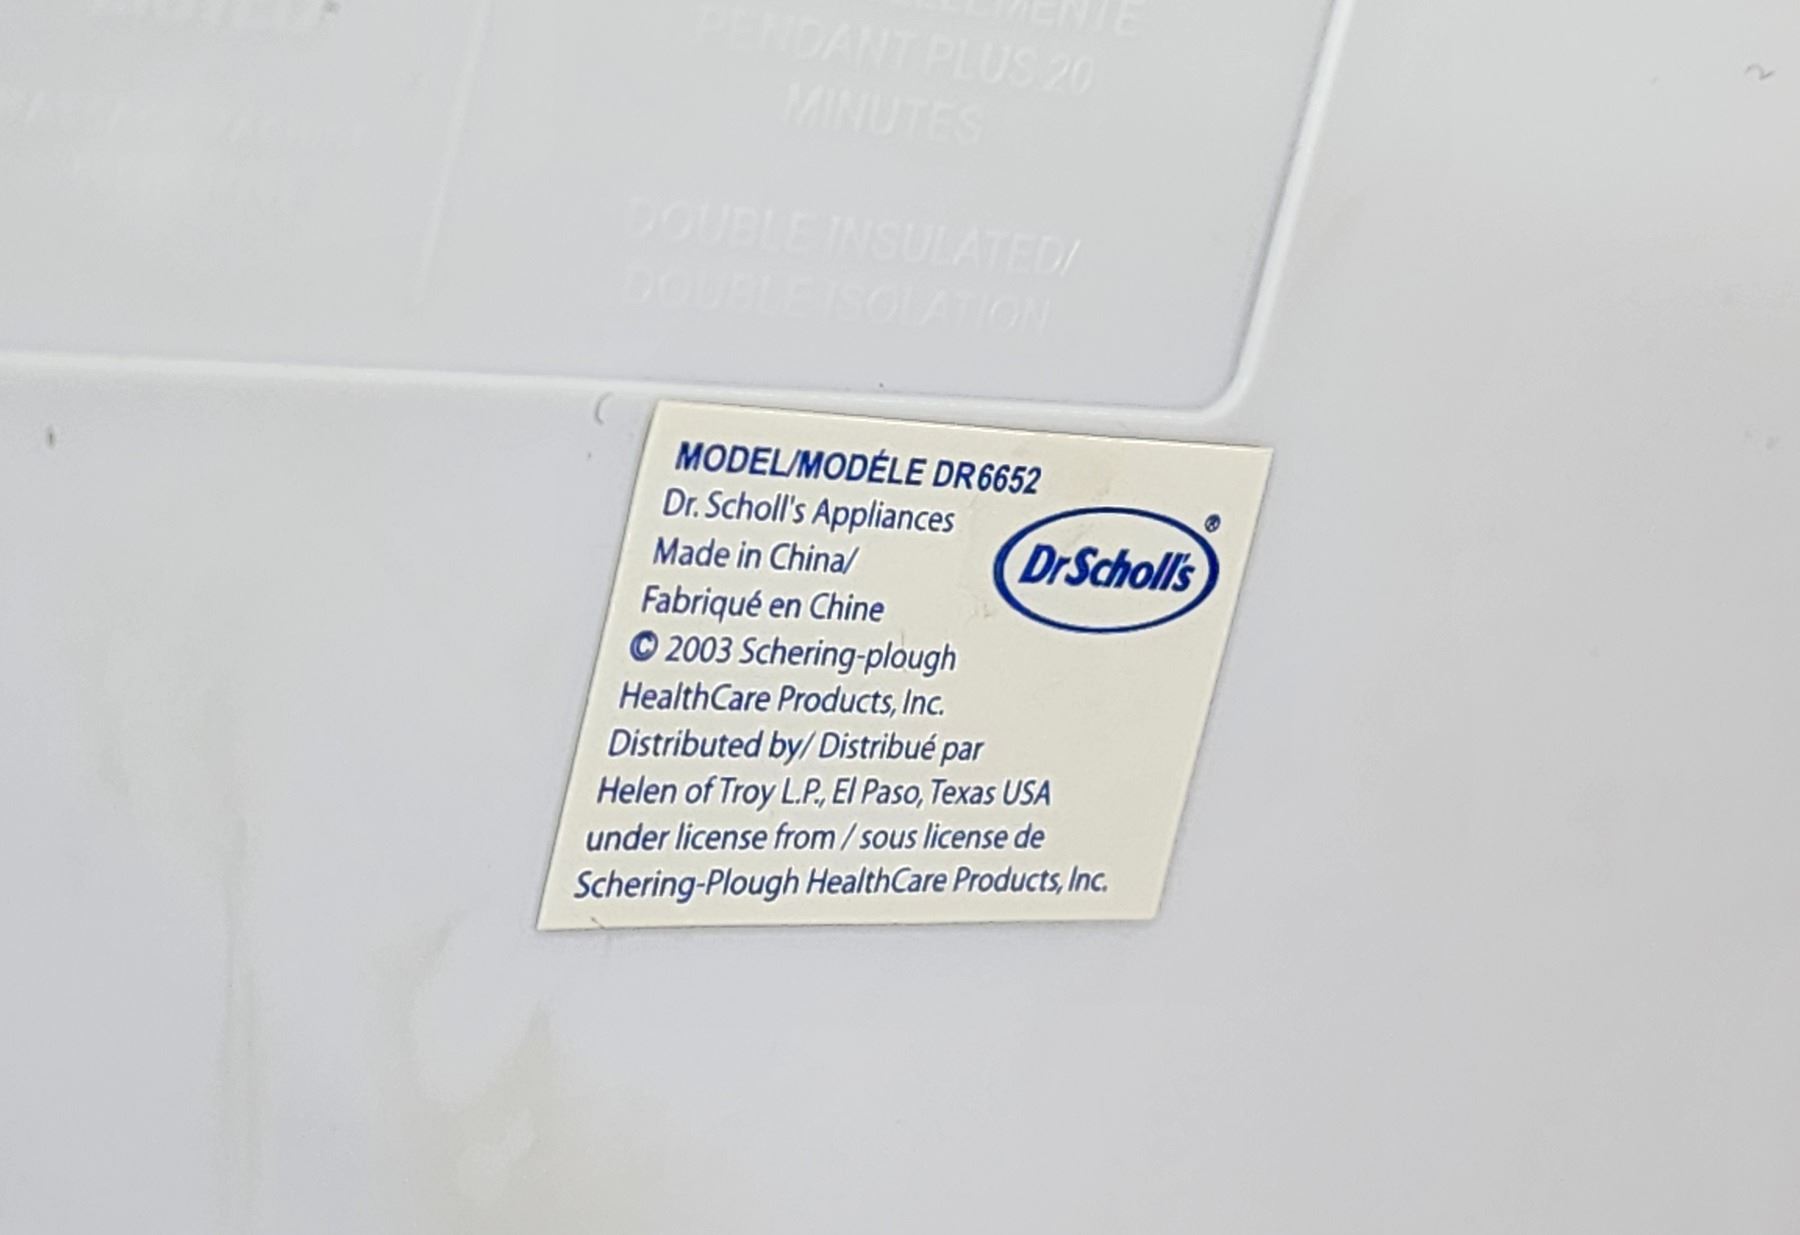 PENDANT PLUS 20
MINUTES
DOUBLE INSULATED/
DOUBLE ISOLATION
MODEL/MODÉLE DR6652
Dr. Scholl's Appliances
Made in China/
Fabriqué en Chine
© 2003 Schering-plough
HealthCare Products, Inc.
Distributed by/ Distribué par
Helen of Troy L.P., El Paso, Texas USA
under license from / sous license de
Schering-Plough HealthCare Products, Inc.
DrScholl's®